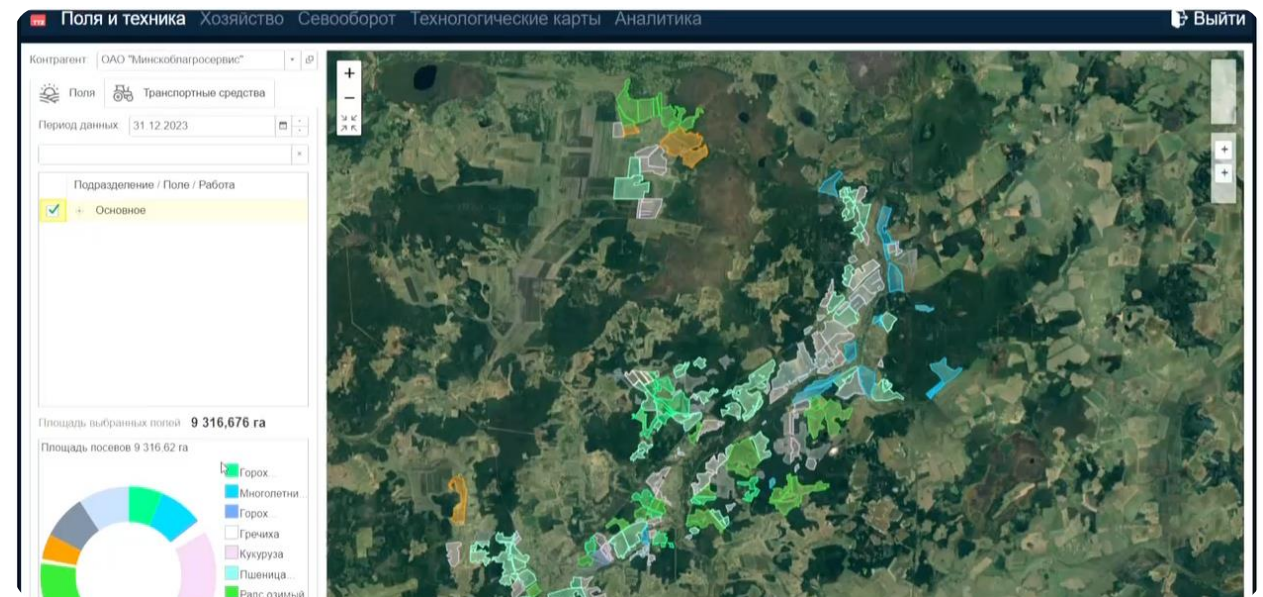 Поля и техника Хозяйство Севооборот Технологические карты Аналитика Выйти
Контрагент ОАО "Минскоблагросервис"
Поля Транспортные средства
Период данных 31.12.2023
Подразделение / Поле / Работа
Основное
Площадь выбранных полей 9 316,676 га
Площадь посевов 9 316.62 га
Горох...
Многолетни...
Горох...
Гречиха
Кукуруза
Пшеница...
Рапс озимый